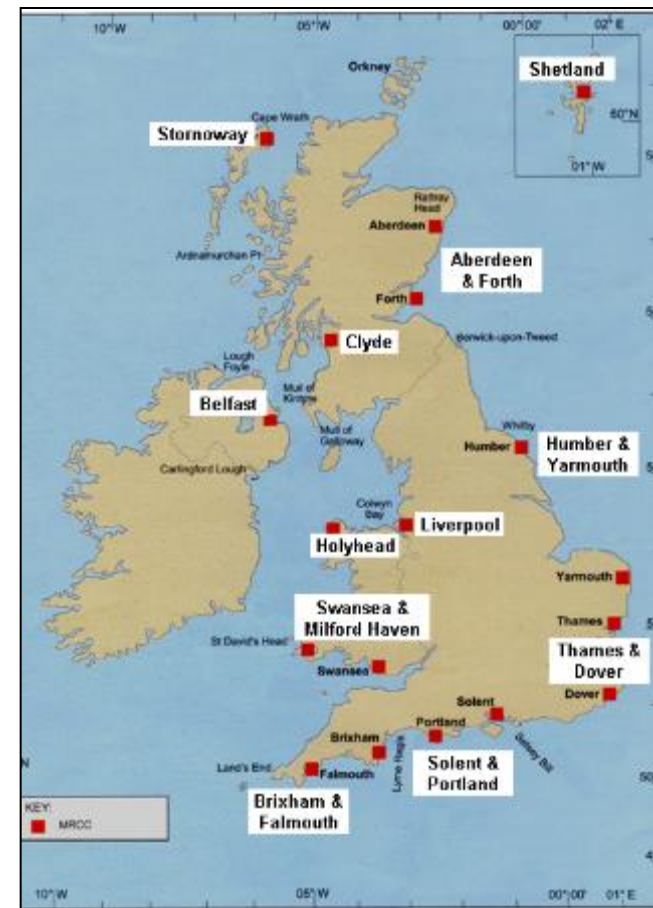 10°W
05°W
00°00'
02°E
Orkney
Shetland
60°N
01°W
Cape Wrath
Stornoway
Rattray
Head
Aberdeen
Ardnamurchan Pt
Aberdeen
& Forth
Forth
Clyde
Berwick-upon-Tweed
Lough
Foyle
Mull of
Kintyre
Belfast
Mull of
Galloway
Whitby
Humber
Humber &
Yarmouth
Carlingford Lough
Colwyn
Bay
Liverpool
Holyhead
Yarmouth
Swansea &
Milford Haven
Thames
St David's Head
Swansea
Thames &
Dover
Dover
Solent
Portland
Brixham
Lyme Regis
Selsey Bill
Solent &
Portland
Land's End
Falmouth
Brixham &
Falmouth
N
50
KEY:
MRCC
10°W
05°W
00°00'
01°E